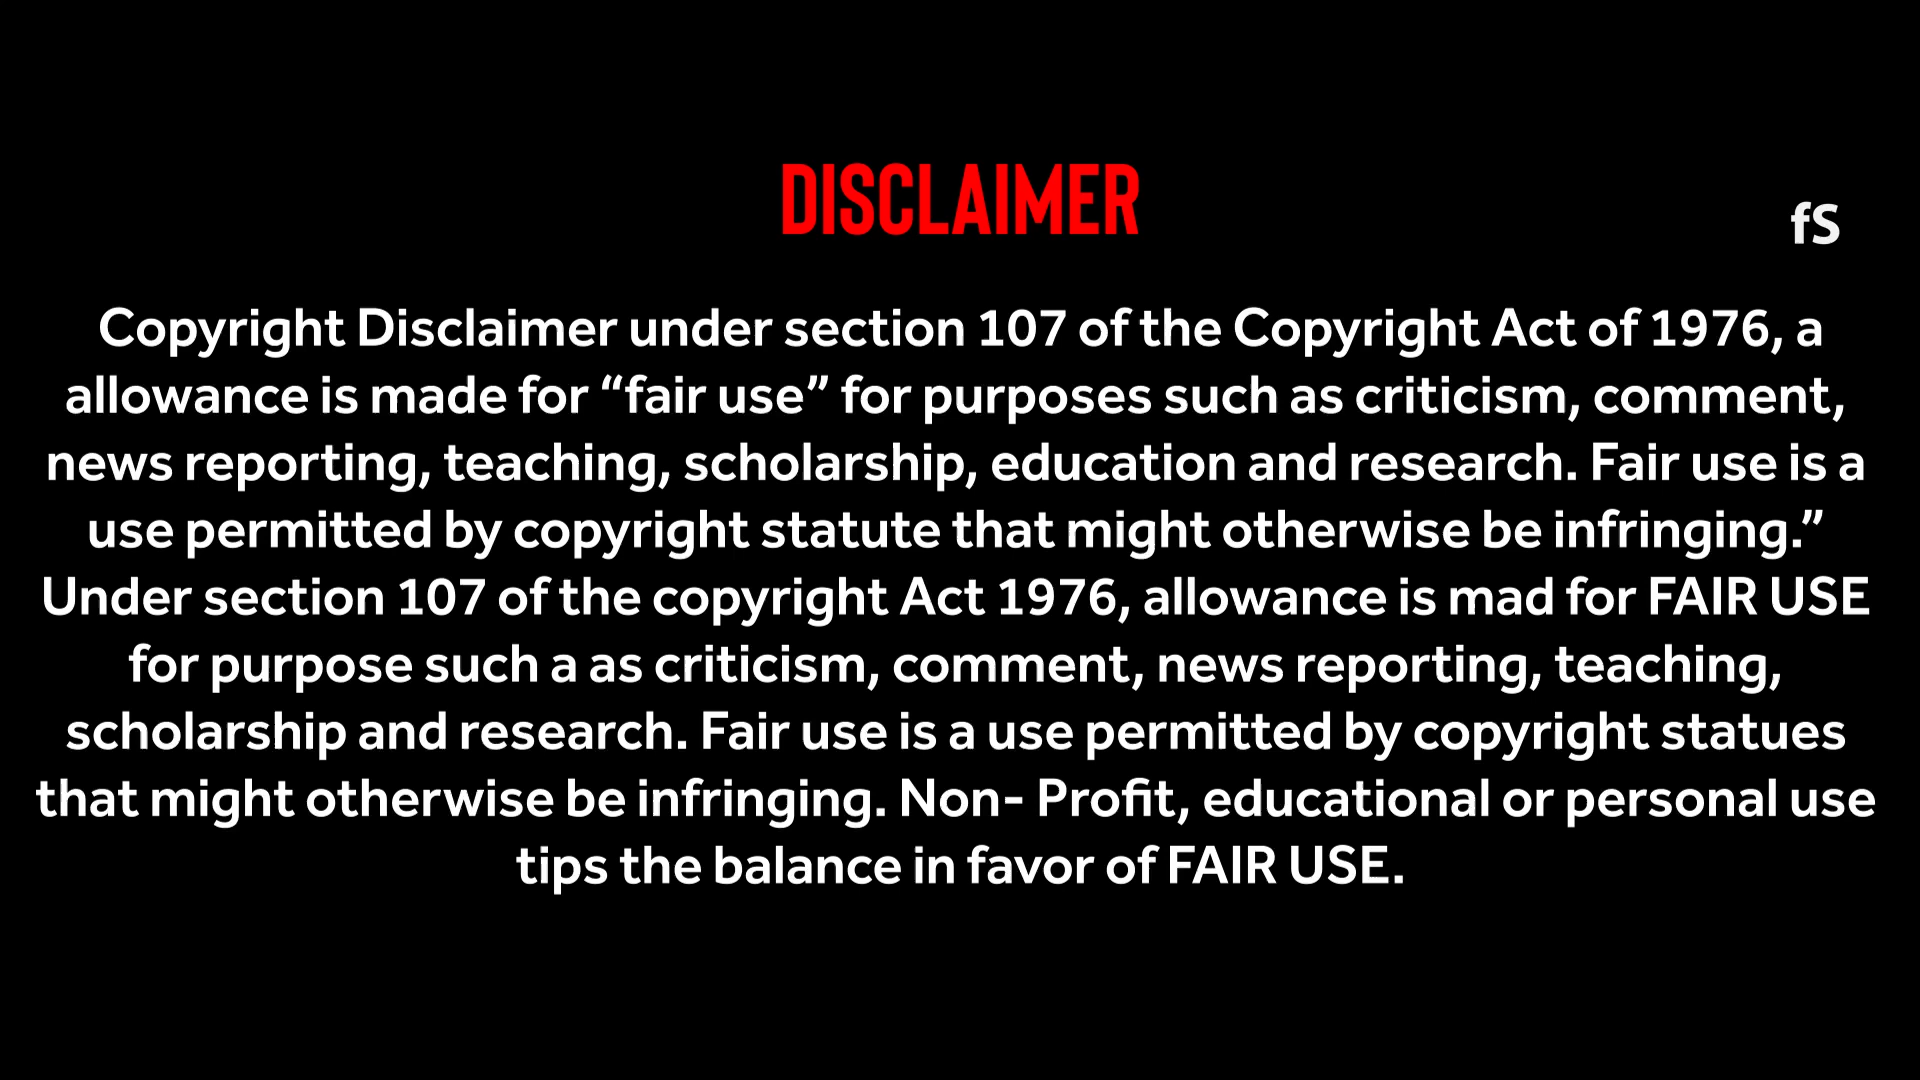 DISCLAIMER
fS
Copyright Disclaimer under section 107 of the Copyright Act of 1976, a
allowance is made for “fair use” for purposes such as criticism, comment,
news reporting, teaching, scholarship, education and research. Fair use is a
use permitted by copyright statute that might otherwise be infringing.”
Under section 107 of the copyright Act 1976, allowance is mad for FAIR USE
for purpose such a as criticism, comment, news reporting, teaching,
scholarship and research. Fair use is a use permitted by copyright statues
that might otherwise be infringing. Non- Profit, educational or personal use
tips the balance in favor of FAIR USE.